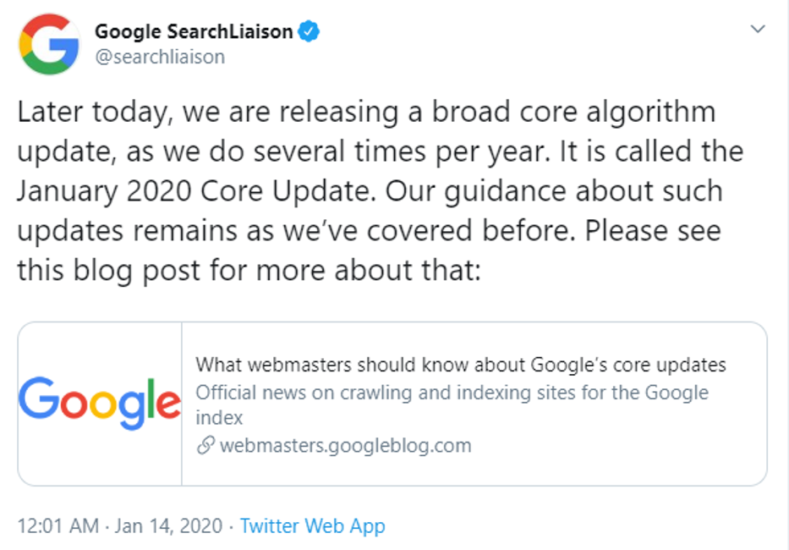 Google SearchLiaison
@searchliaison
Later today, we are releasing a broad core algorithm
update, as we do several times per year. It is called the
January 2020 Core Update. Our guidance about such
updates remains as we’ve covered before. Please see
this blog post for more about that:
Google
What webmasters should know about Google’s core updates
Official news on crawling and indexing sites for the Google
index
webmasters.googleblog.com
12:01 AM · Jan 14, 2020 · Twitter Web App